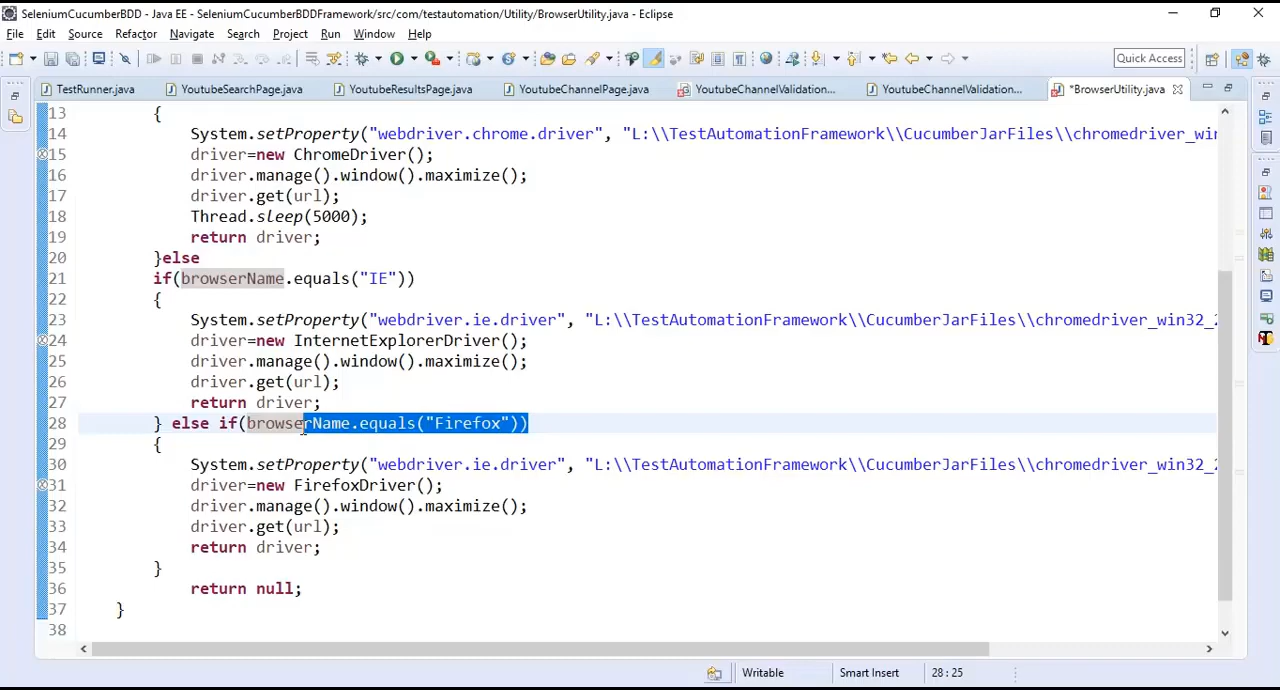 SeleniumCucumberBDD - Java EE - SeleniumCucumberBDDFramework/src/com/testautomation/Utility/BrowserUtility.java - Eclipse
File Edit Source Refactor Navigate Search Project Run Window Help
Quick Access
TestRunner.java YoutubeSearchPage.java YoutubeResultsPage.java YoutubeChannelPage.java YoutubeChannelValidation... YoutubeChannelValidation... *BrowserUtility.java
13 {
14 System.setProperty("webdriver.chrome.driver", "L:\\TestAutomationFramework\\CucumberJarFiles\\chromedriver_win
15 driver=new ChromeDriver();
16 driver.manage().window().maximize();
17 driver.get(url);
18 Thread.sleep(5000);
19 return driver;
20 }else
21 if(browserName.equals("IE"))
22 {
23 System.setProperty("webdriver.ie.driver", "L:\\TestAutomationFramework\\CucumberJarFiles\\chromedriver_win32_2
24 driver=new InternetExplorerDriver();
25 driver.manage().window().maximize();
26 driver.get(url);
27 return driver;
28 } else if(browserName.equals("Firefox"))
29 {
30 System.setProperty("webdriver.ie.driver", "L:\\TestAutomationFramework\\CucumberJarFiles\\chromedriver_win32_2
31 driver=new FirefoxDriver();
32 driver.manage().window().maximize();
33 driver.get(url);
34 return driver;
35 }
36 return null;
37 }
38
Writable Smart Insert 28 : 25